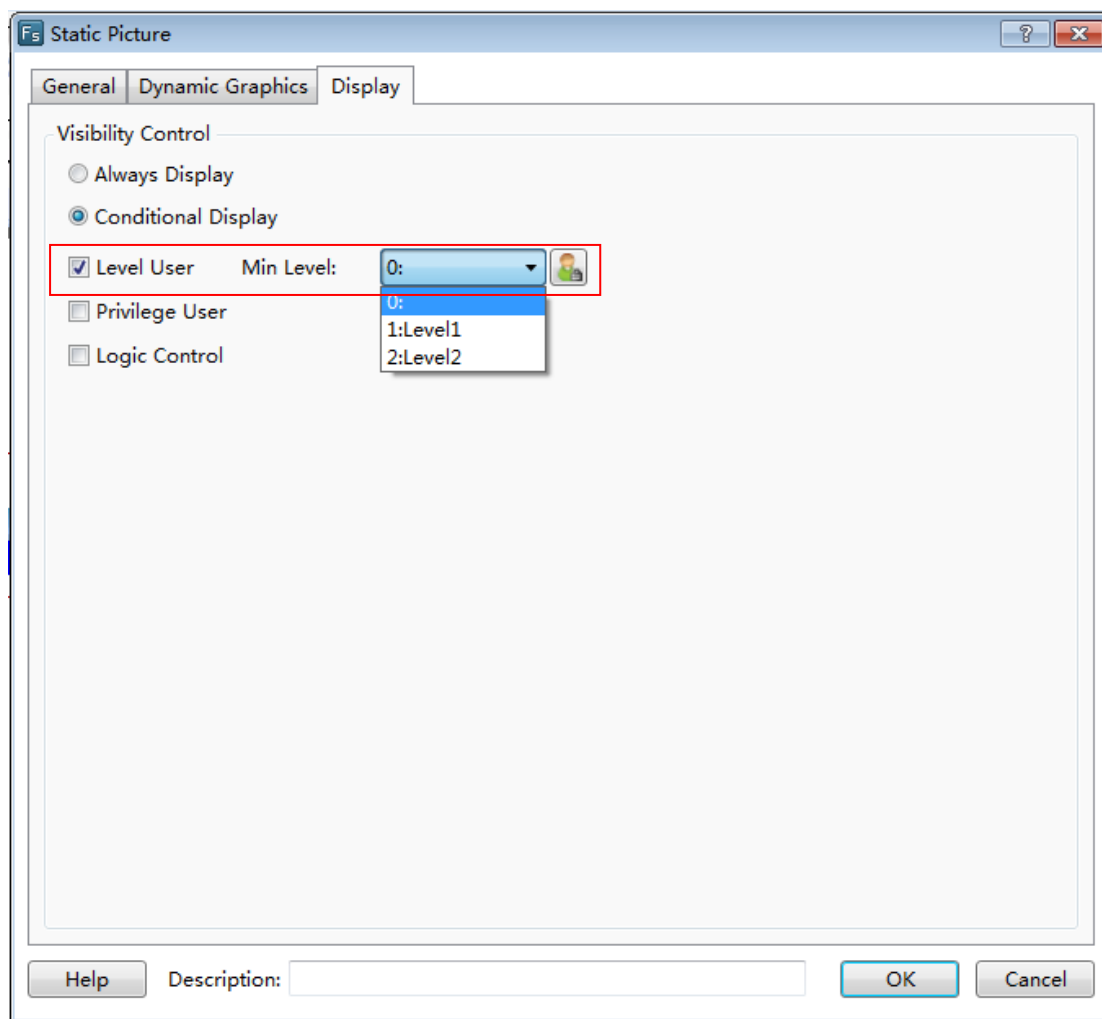 Fs Static Picture
General Dynamic Graphics Display
Visibility Control
Always Display
Conditional Display
Level User Min Level: 0:
0:
Privilege User
1:Level1
Logic Control
2:Level2
Help Description: OK Cancel